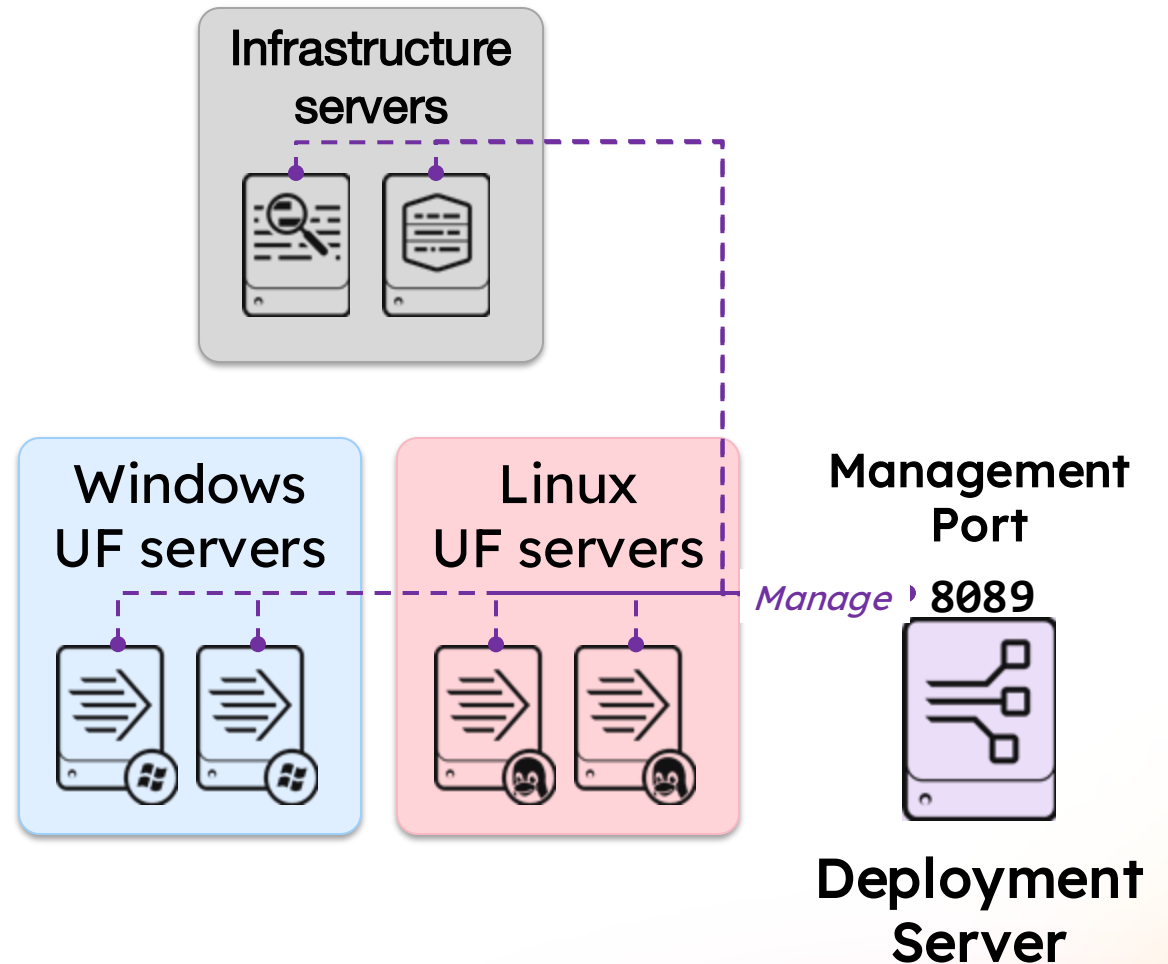 Infrastructure
servers
Windows
UF servers
Linux
UF servers
Manage
Management
Port
8089
Deployment
Server